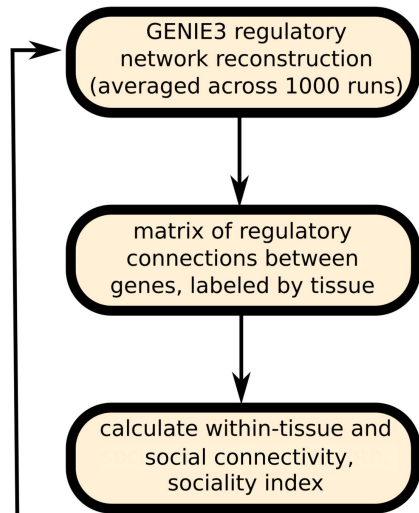 GENIE3 regulatory
network reconstruction
(averaged across 1000 runs)
matrix of regulatory
connections between
genes, labeled by tissue
calculate within-tissue and
social connectivity,
sociality index